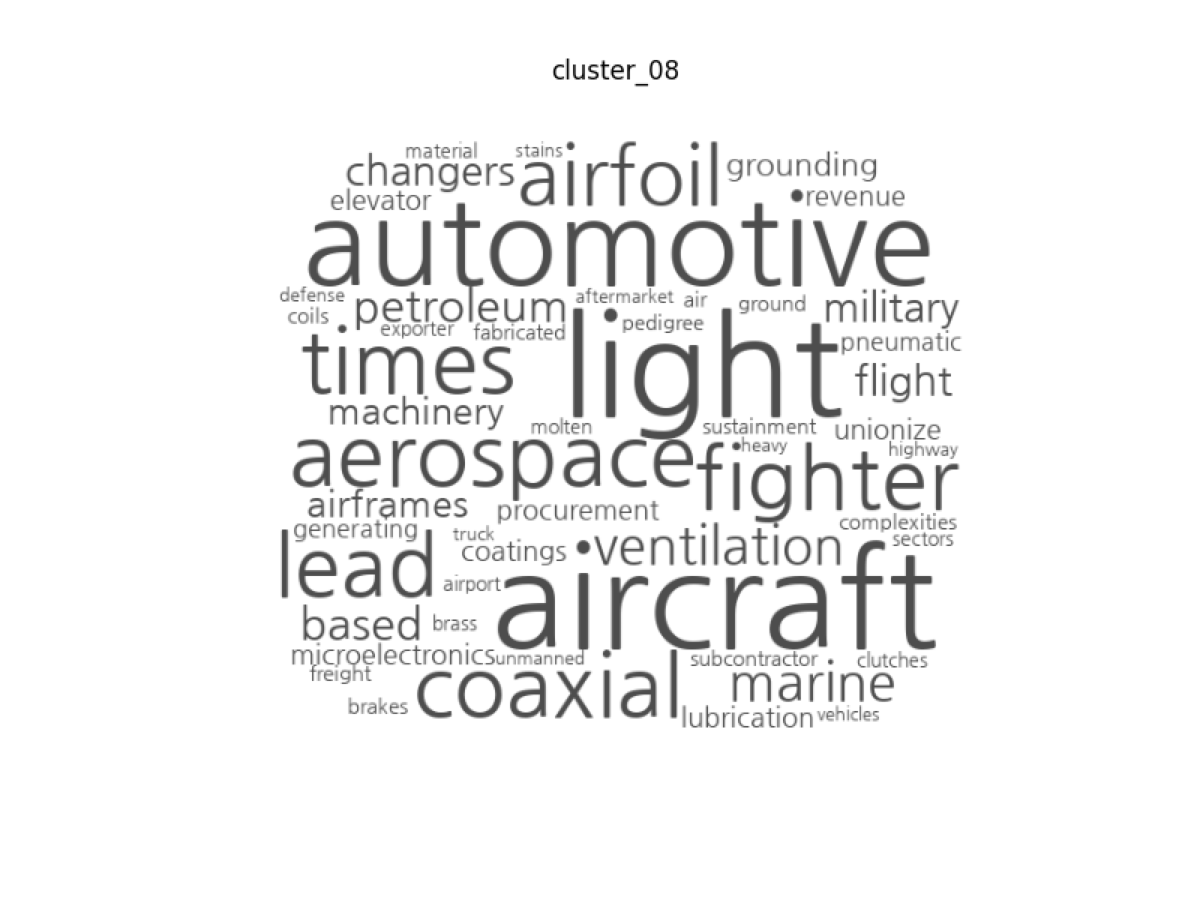 cluster_08
material stains
changers airfoil grounding
elevator •revenue
automotive
defense petroleum aftermarket air ground military
coils exporter fabricated pedigree
times light pneumatic
flight
machinery molten sustainment unionize
aerospace •heavy highway
fighter
airframes procurement complexities
generating truck coatings •ventilation sectors
lead airport aircraft
based brass
microelectronics unmanned subcontractor clutches
freight coaxial marine
brakes lubrication vehicles